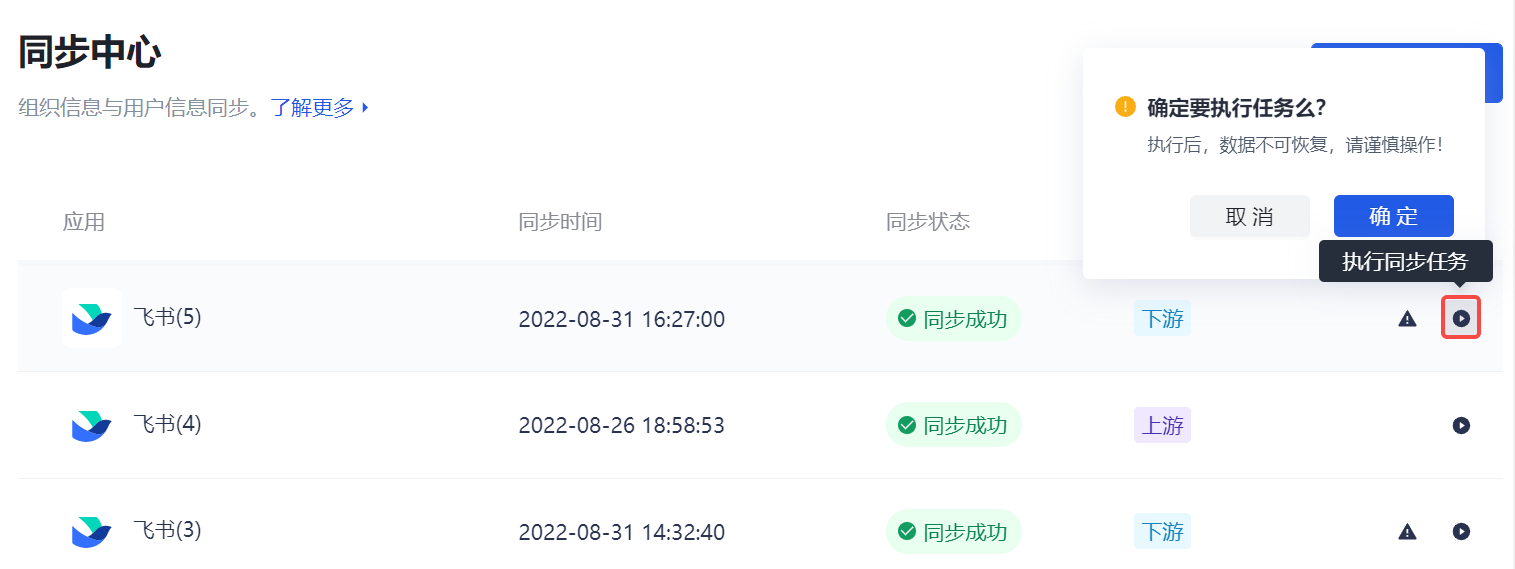 同步中心
组织信息与用户信息同步。了解更多
确定要执行任务么?
执行后，数据不可恢复，请谨慎操作！
取 消
确 定
执行同步任务
应用
同步时间
同步状态
飞书(5)
2022-08-31 16:27:00
同步成功
下游
飞书(4)
2022-08-26 18:58:53
同步成功
上游
飞书(3)
2022-08-31 14:32:40
同步成功
下游